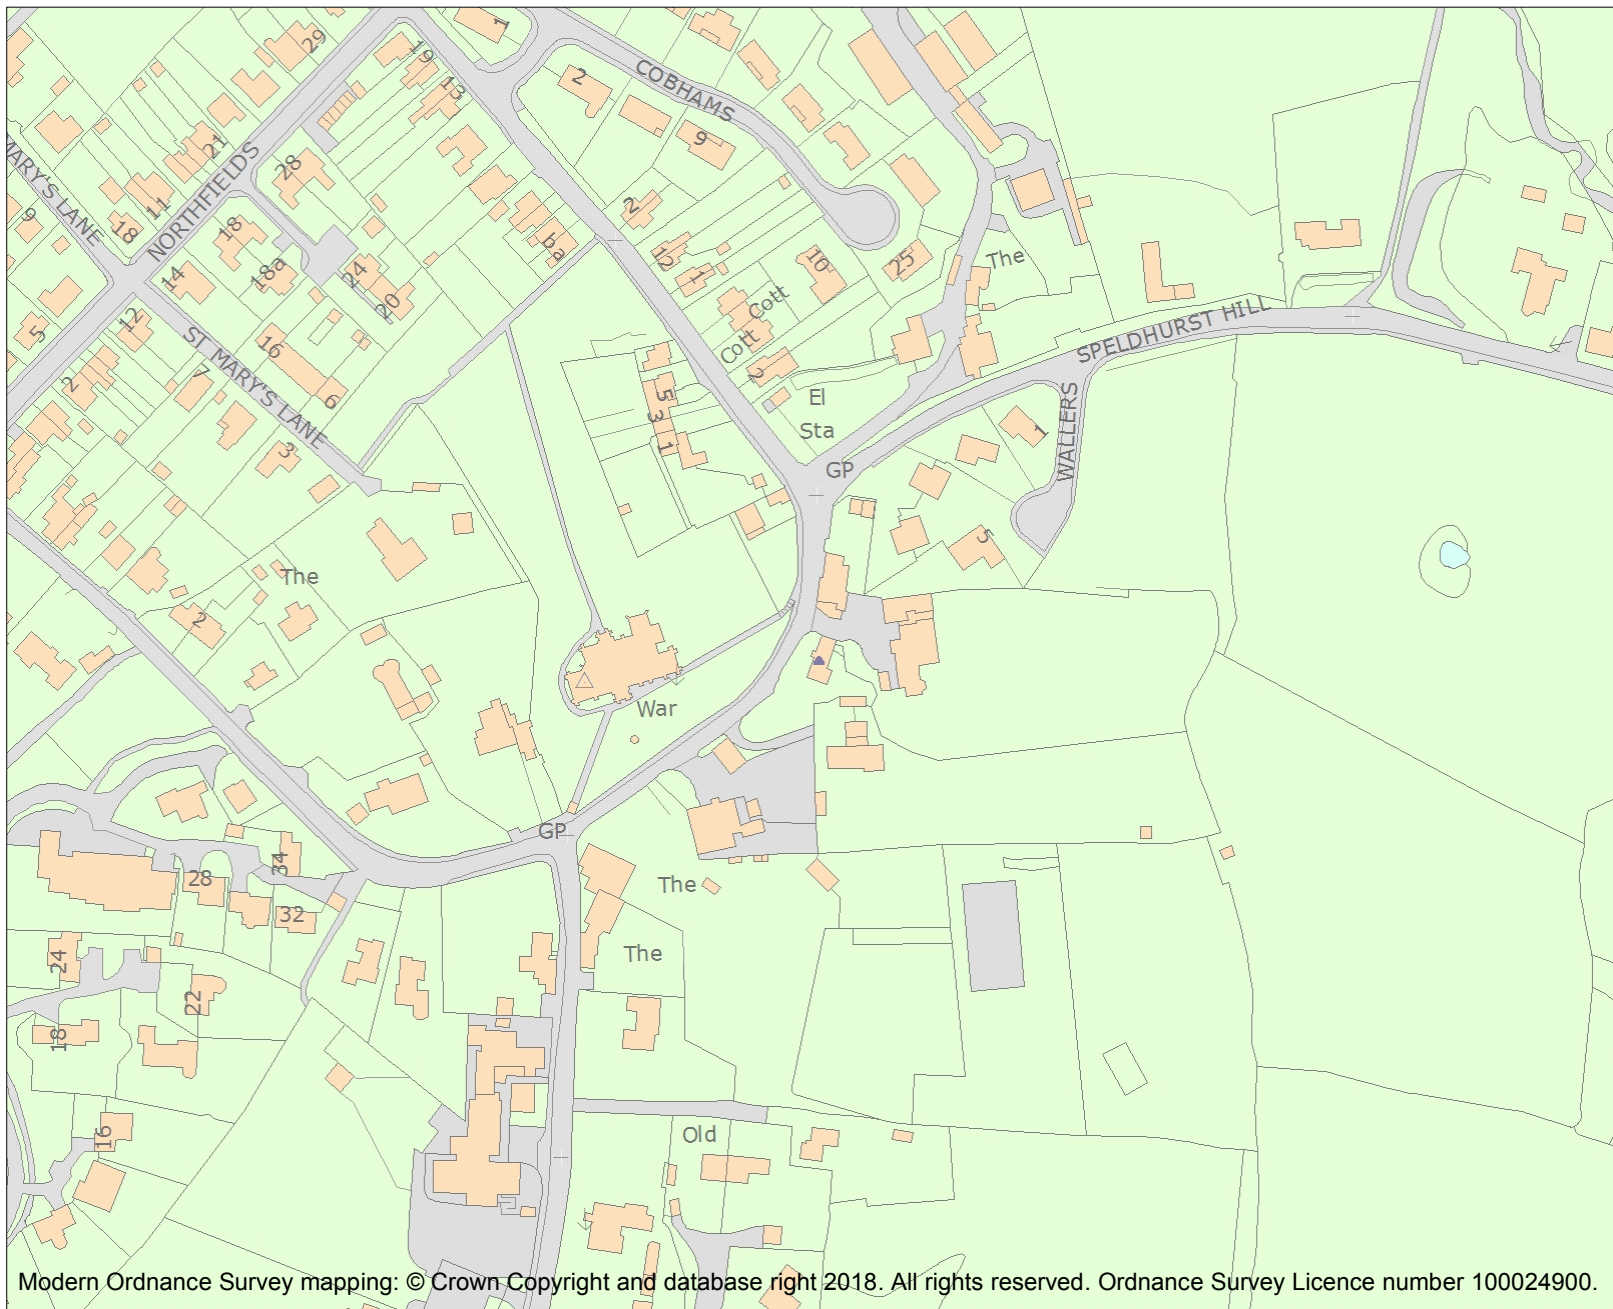 1
29
19
13
COBHAMS
2
9
21
28
NORTHFIELDS
MARY'S LANE
11
9
18
18
14
18a
24
20
2
ba
12
1
10
25
The
Cott
Cott
SPELDHURST HILL
5
12
ST MARY'S LANE
16
7
6
2
2
5
3
1
El
Sta
WALLERS
1
3
GP
5
The
2
War
GP
34
28
32
The
The
24
22
18
16
Old
Modern Ordnance Survey mapping: © Crown Copyright and database right 2018. All rights reserved. Ordnance Survey Licence number 100024900.